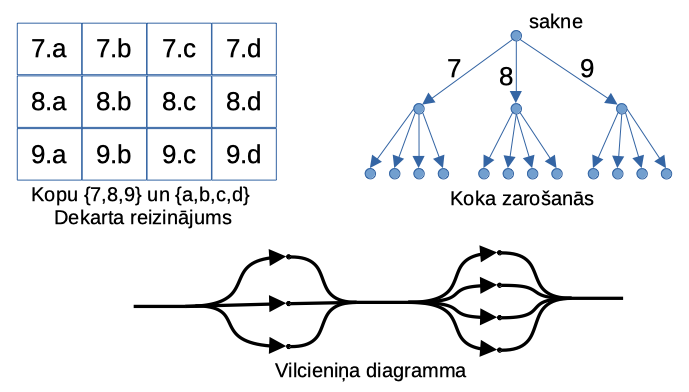 7.a 7.b 7.c 7.d
8.a 8.b 8.c 8.d
9.a 9.b 9.c 9.d
Kopu {7,8,9} un {a,b,c,d}
Dekarta reizinājums
sakne
7 8 9
Koka zarošanās
Vilcieniņa diagramma